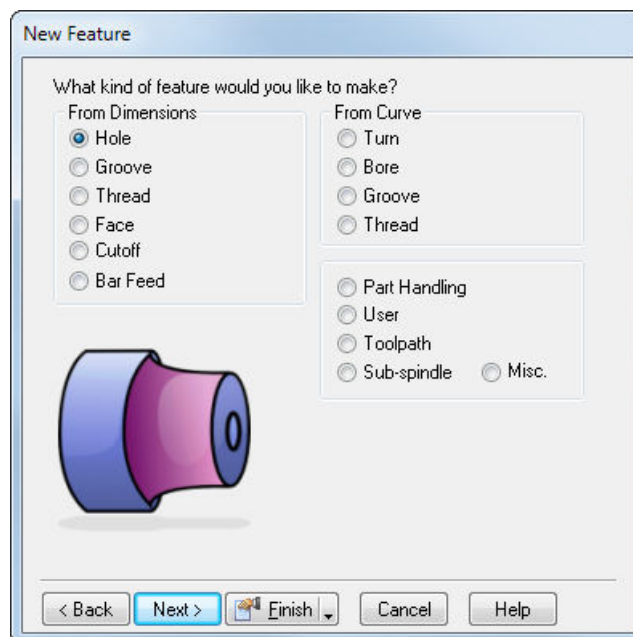 New Feature
What kind of feature would you like to make?
From Dimensions
Hole
Groove
Thread
Face
Cutoff
Bar Feed
From Curve
Turn
Bore
Groove
Thread
Part Handling
User
Toolpath
Sub-spindle Misc.
< Back Next > Finish Cancel Help